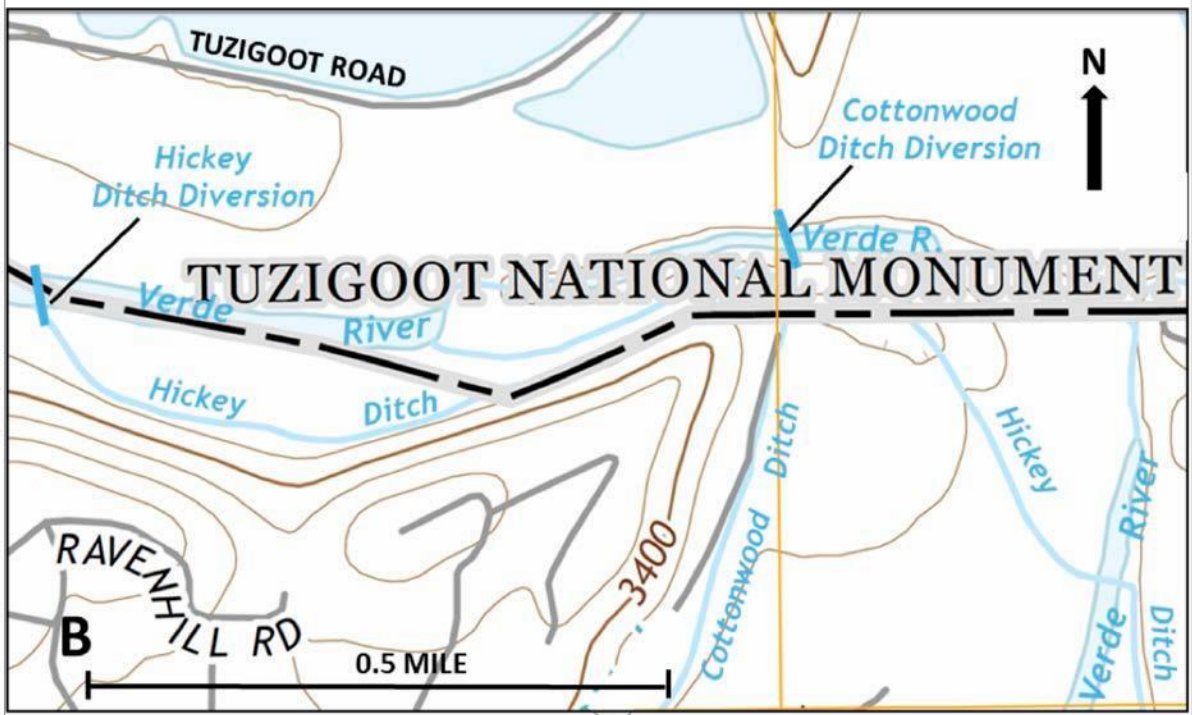 TUZIGOOT ROAD
N
Cottonwood
Ditch Diversion
Hickey
Ditch Diversion
Verde R.
TUZIGOOT NATIONAL MONUMENT
Verde
River
Hickey
Ditch
Ditch
Hickey
River
3400
RAVENHILL RD
Cottonwood
Verde
Ditch
B
0.5 MILE